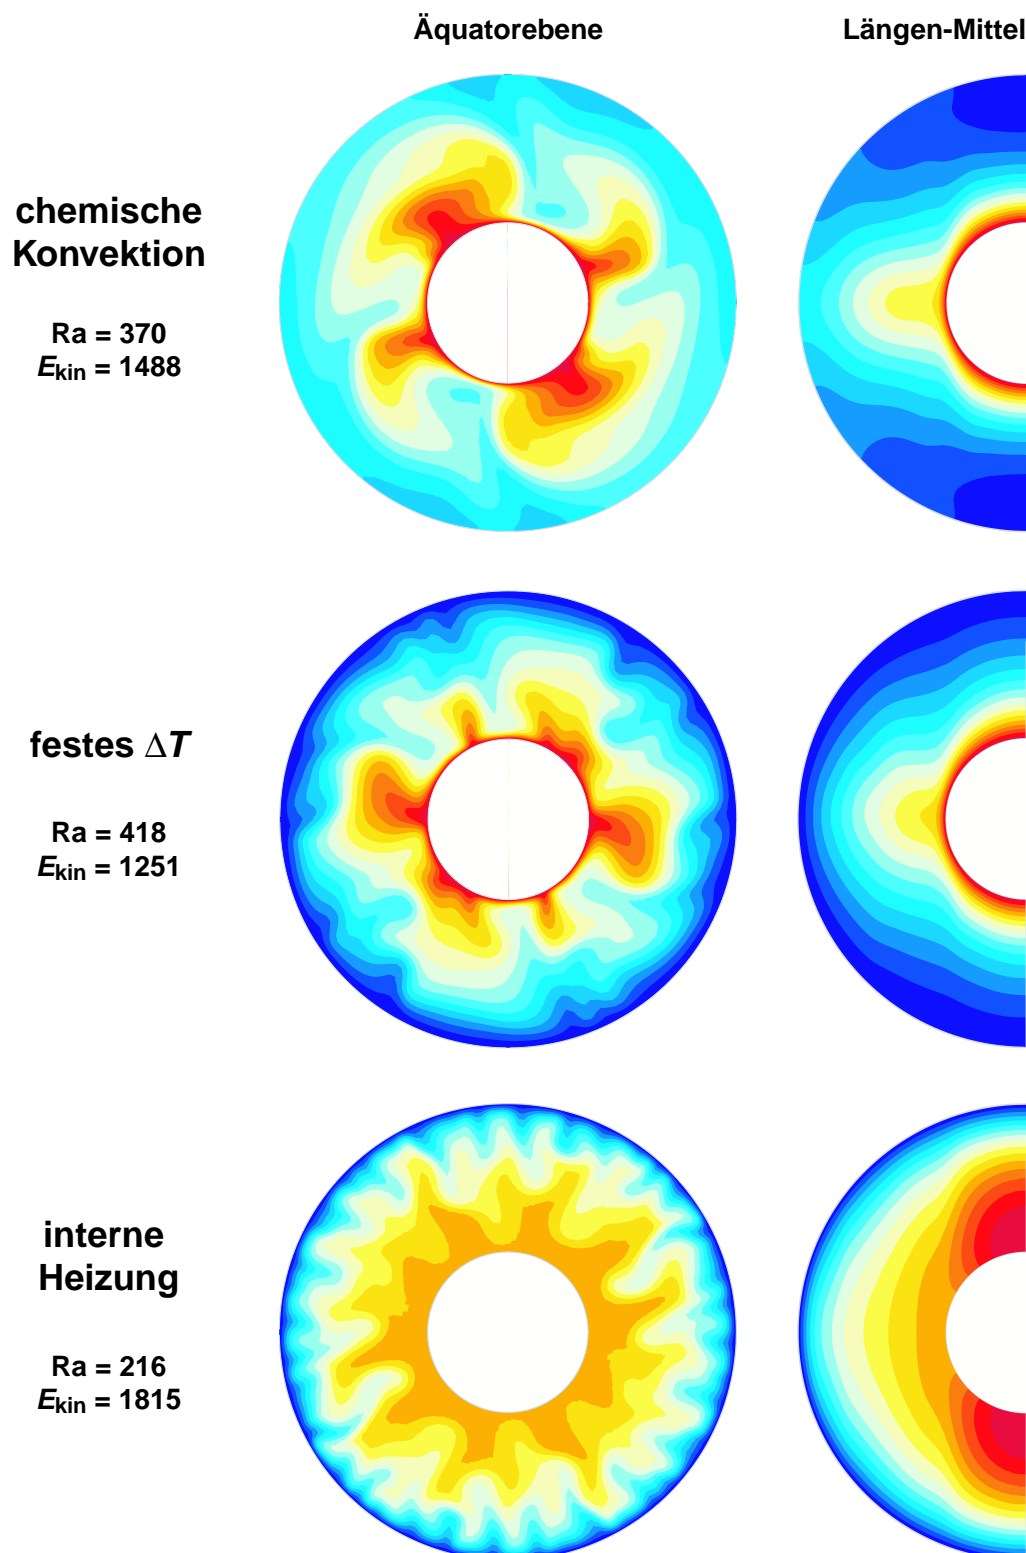 Äquatorebene
Längen-Mittel
chemische
Konvektion
Ra = 370
Ekin = 1488
festes ΔT
Ra = 418
Ekin = 1251
interne
Heizung
Ra = 216
Ekin = 1815